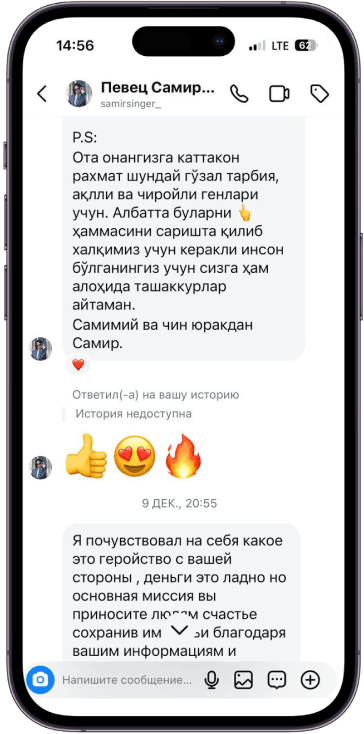 14:56
LTE 62
Певец Самир...
samirsinger_
P.S:
Ота онангизга каттакон
рахмат шундай гўзал тарбия,
ақлли ва чиройли генлари
учун. Албатта буларни 👆
ҳаммасини саришта қилиб
халқимиз учун керакли инсон
бўлганингиз учун сизга ҳам
алоҳида ташаккурлар
айтаман.
Самимий ва чин юракдан
Самир.
❤️
Ответил(-а) на вашу историю
История недоступна
👍😍🔥
9 ДЕК., 20:55
Я почувствовал на себя какое
это геройство с вашей
стороны , деньги это ладно но
основная миссия вы
приносите счастье
сохранив им благодаря
вашим информациям и
Напишите сообщение...